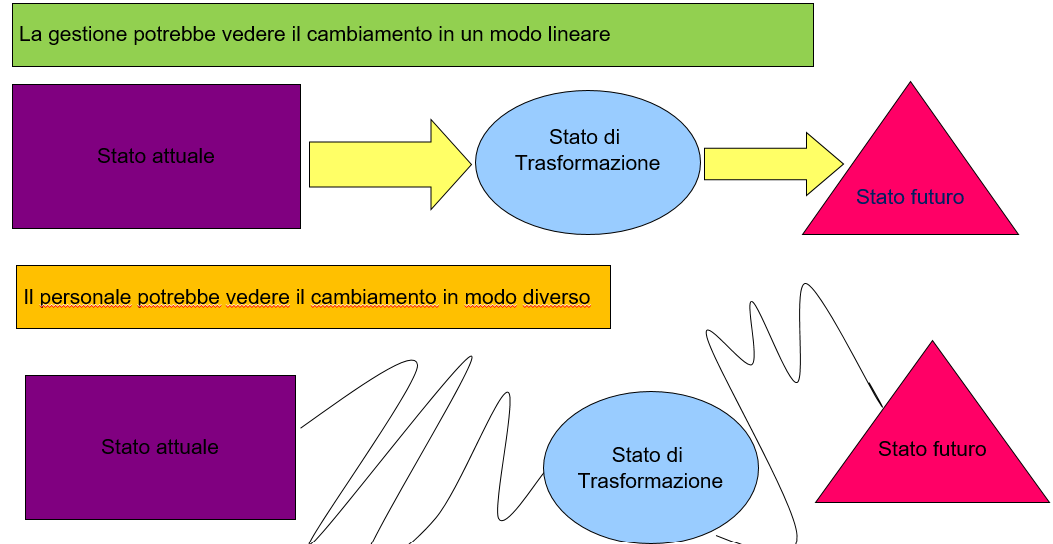 La gestione potrebbe vedere il cambiamento in un modo lineare
Stato attuale
Stato di
Trasformazione
Stato futuro
Il personale potrebbe vedere il cambiamento in modo diverso
Stato attuale
Stato di
Trasformazione
Stato futuro